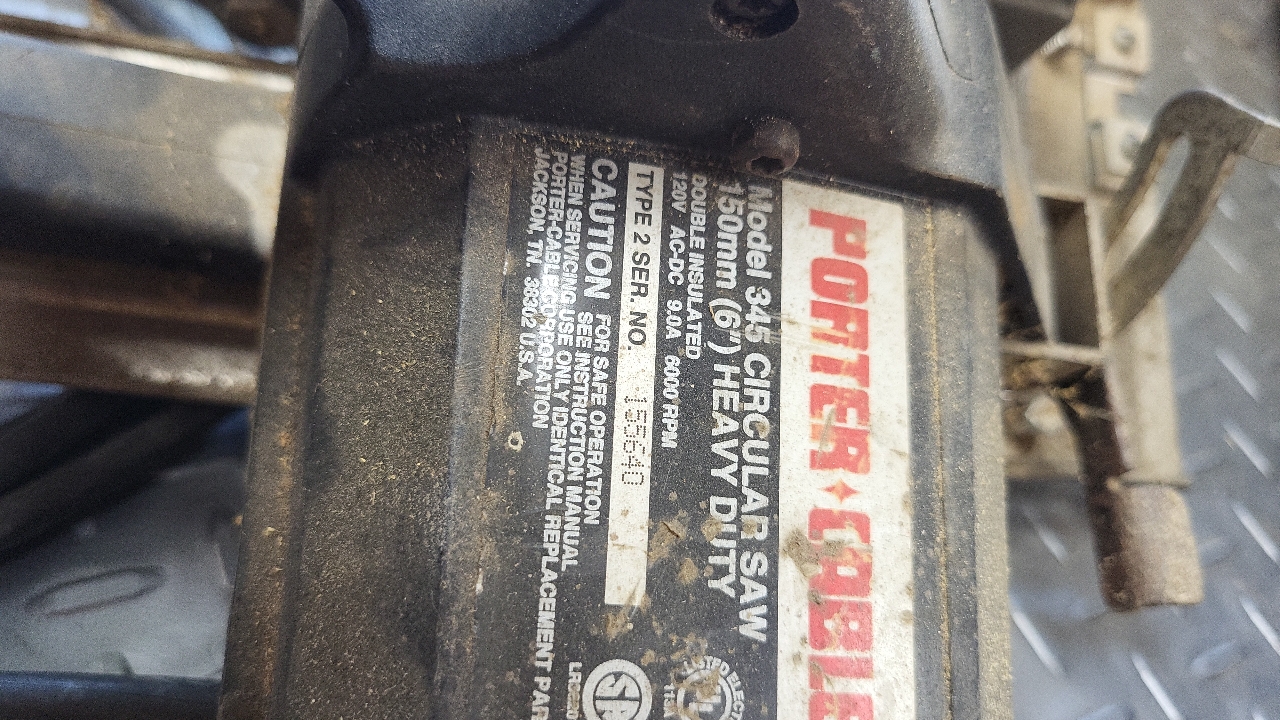 PORTER+CABLE
Model 345 CIRCULAR SAW
150mm (6") HEAVY DUTY
DOUBLE INSULATED
120V AC-DC 9.0A 6000 RPM
TYPE 2 SER. NO. 155640
CAUTION FOR SAFE OPERATION
SEE INSTRUCTION MANUAL
WHEN SERVICING USE ONLY IDENTICAL REPLACEMENT PAR
PORTER-CABLE CORPORATION
JACKSON, TN. 38302 U.S.A.